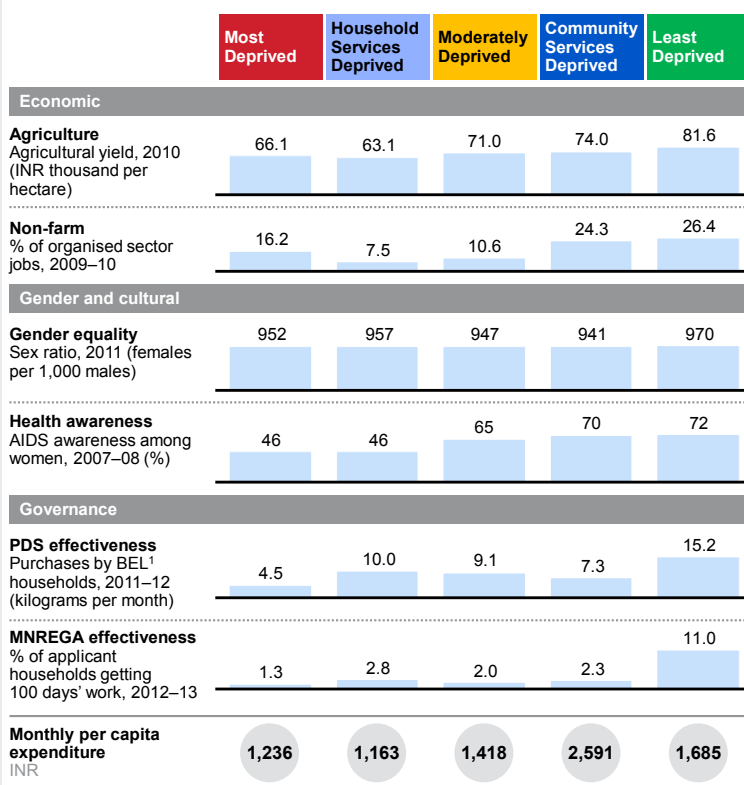 Most
Deprived
Household
Services
Deprived
Moderately
Deprived
Community
Services
Deprived
Least
Deprived
Economic
Agriculture
Agricultural yield, 2010
(INR thousand per
hectare)
66.1 63.1 71.0 74.0 81.6
Non-farm
% of organised sector
jobs, 2009–10
16.2 7.5 10.6 24.3 26.4
Gender and cultural
Gender equality
Sex ratio, 2011 (females
per 1,000 males)
952 957 947 941 970
Health awareness
AIDS awareness among
women, 2007–08 (%)
46 46 65 70 72
Governance
PDS effectiveness
Purchases by BEL¹
households, 2011–12
(kilograms per month)
4.5 10.0 9.1 7.3 15.2
MNREGA effectiveness
% of applicant
households getting
100 days' work, 2012–13
1.3 2.8 2.0 2.3 11.0
Monthly per capita
expenditure
INR
1,236 1,163 1,418 2,591 1,685